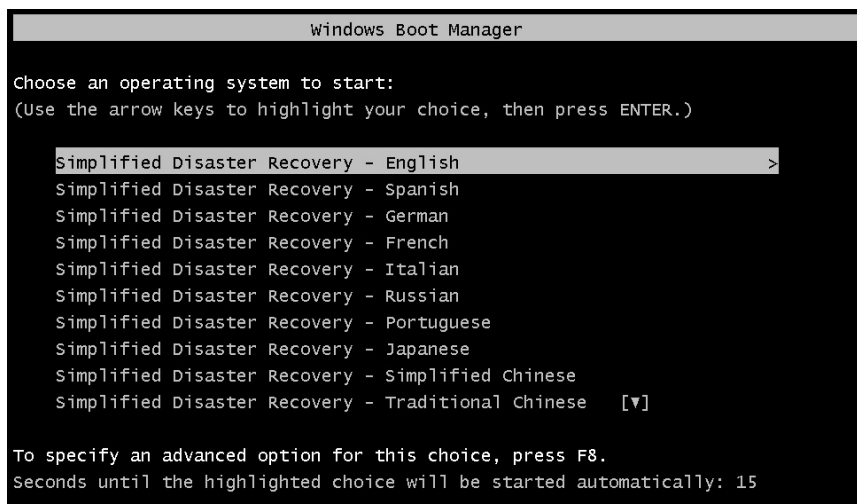 Windows Boot Manager
Choose an operating system to start:
(Use the arrow keys to highlight your choice, then press ENTER.)
Simplified Disaster Recovery - English >
Simplified Disaster Recovery - Spanish
Simplified Disaster Recovery - German
Simplified Disaster Recovery - French
Simplified Disaster Recovery - Italian
Simplified Disaster Recovery - Russian
Simplified Disaster Recovery - Portuguese
Simplified Disaster Recovery - Japanese
Simplified Disaster Recovery - Simplified Chinese
Simplified Disaster Recovery - Traditional Chinese [▼]
To specify an advanced option for this choice, press F8.
Seconds until the highlighted choice will be started automatically: 15